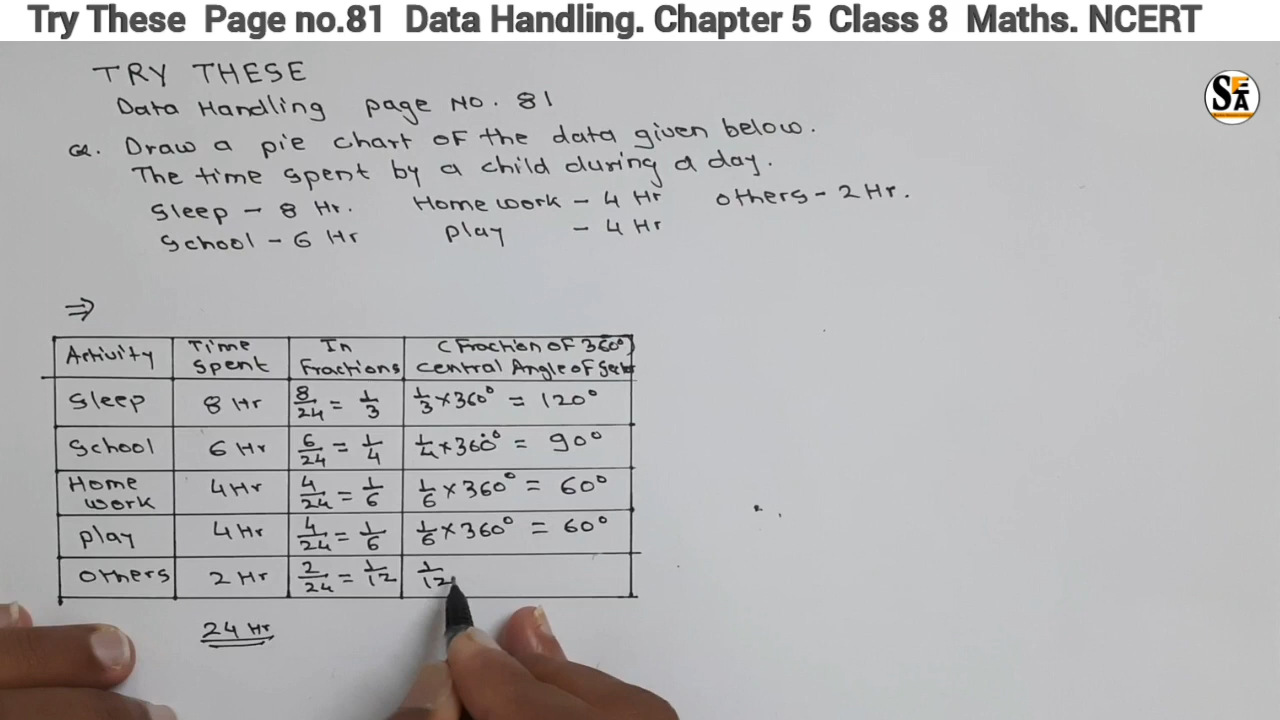 Try These Page no.81 Data Handling. Chapter 5 Class 8 Maths. NCERT
SEA
TRY THESE
Data Handling page No. 81
Q. Draw a pie chart of the data given below.
The time spent by a child during a day.
Sleep - 8 Hr. Home work - 4 Hr others - 2 Hr.
School - 6 Hr play - 4 Hr
⇒
Activity Time Spent In Fractions (Fraction of 360°) Central Angle of
Sleep 8 Hr 8/24 = 1/3 1/3 × 360° = 120°
School 6 Hr 6/24 = 1/4 1/4 × 360° = 90°
Home work 4Hr 4/24 = 1/6 1/6 × 360° = 60°
play 4Hr 4/24 = 1/6 1/6 × 360° = 60°
others 2 Hr 2/24 = 1/12 1/12
24 Hr